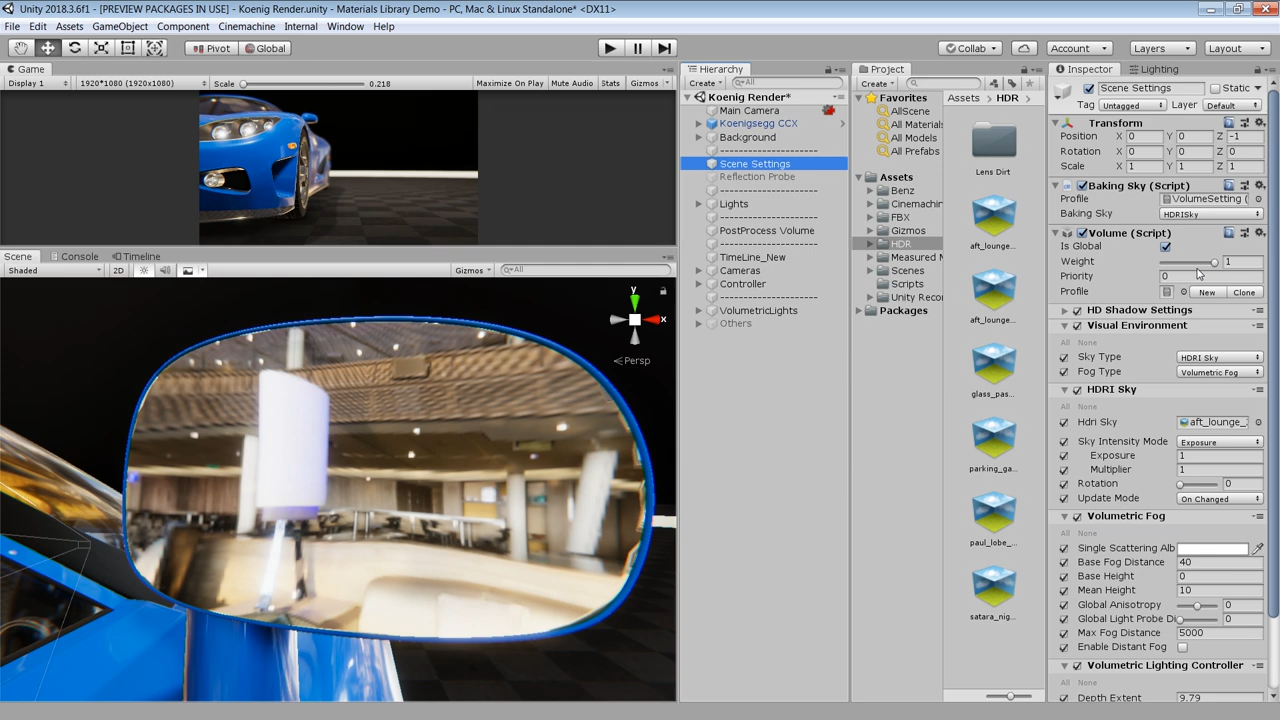 Unity 2018.3.6f1 - [PREVIEW PACKAGES IN USE] - Koenig Render.unity - Materials Library Demo - PC, Mac & Linux Standalone* <DX11>
File Edit Assets GameObject Component Cinemachine Tutorial Window Help
Pivot Global Collab Account Layers Layout
Game
Display 1 1920*1080 (1920x1080) Scale 0.218 Maximize On Play Mute Audio Stats Gizmos
Scene Console Timeline
Shaded 2D Gizmos All
y
x
Persp
Hierarchy
Create All
Koenig Render*
Main Camera
Koenigsegg CCX
Background
---------------------
Scene Settings
Reflection Probe
---------------------
Lights
---------------------
PostProcess Volume
---------------------
TimeLine_New
Cameras
Controller
---------------------
VolumetricLights
Others
Project
Create
Favorites
AllScene
All Materials
All Models
All Prefabs
Assets
Benz
Cinemachin
FBX
Gizmos
HDR
Measured M
Scenes
Scripts
Unity Reco
Packages
Assets HDR
Lens Dirt
aft_lounge...
aft_lounge...
glass_pas...
parking_ga...
paul_lobe_...
satara_nig...
Inspector Lighting
Scene Settings Static
Tag Untagged Layer Default
Transform
Position X 0 Y 0 Z -1
Rotation X 0 Y 0 Z 0
Scale X 1 Y 1 Z 1
Baking Sky (Script)
Profile VolumeSetting (
Baking Sky HDRISky
Volume (Script)
Is Global
Weight 1
Priority 0
Profile New Clone
HD Shadow Settings
Visual Environment
All None
Sky Type HDRI Sky
Fog Type Volumetric Fog
HDRI Sky
All None
Hdri Sky aft_lounge_
Sky Intensity Mode Exposure
Exposure 1
Multiplier 1
Rotation 0
Update Mode On Changed
Volumetric Fog
All None
Single Scattering Alb
Base Fog Distance 40
Base Height 0
Mean Height 10
Global Anisotropy 0
Global Light Probe Di 0
Max Fog Distance 5000
Enable Distant Fog
Volumetric Lighting Controller
All None
Depth Extent 9.79